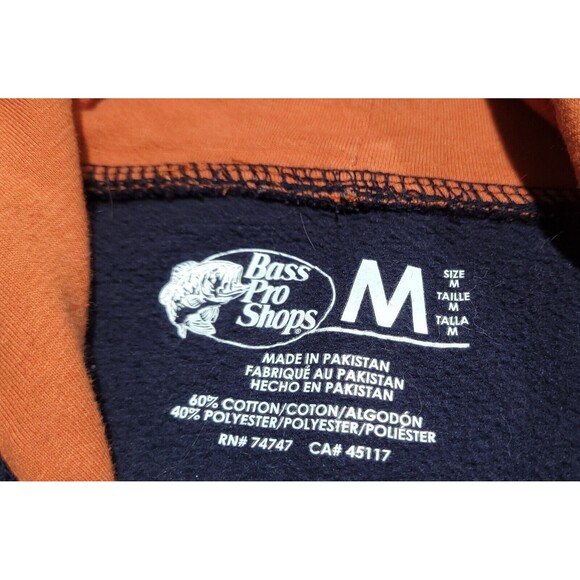 Bass
Pro
Shops
M
SIZE
M
TAILLE
M
TALLA
M
MADE IN PAKISTAN
FABRIQUÉ AU PAKISTAN
HECHO EN PAKISTAN
60% COTTON/COTON/ALGODÓN
40% POLYESTER/POLYESTER/POLIÉSTER
RN# 74747 CA# 45117